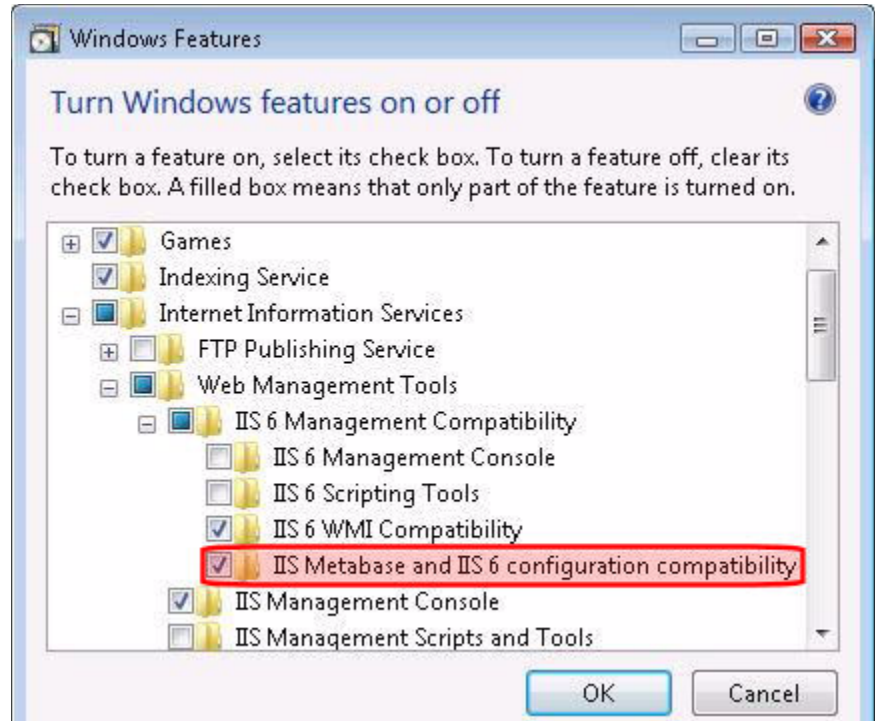 Windows Features
Turn Windows features on or off
To turn a feature on, select its check box. To turn a feature off, clear its
check box. A filled box means that only part of the feature is turned on.
Games
Indexing Service
Internet Information Services
FTP Publishing Service
Web Management Tools
IIS 6 Management Compatibility
IIS 6 Management Console
IIS 6 Scripting Tools
IIS 6 WMI Compatibility
IIS Metabase and IIS 6 configuration compatibility
IIS Management Console
IIS Management Scripts and Tools
OK Cancel